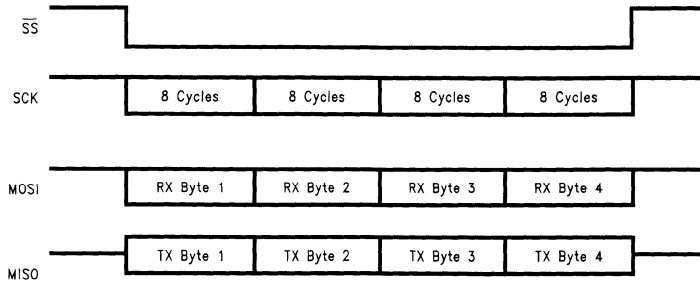 SS
SCK 8 Cycles 8 Cycles 8 Cycles 8 Cycles
MOSI RX Byte 1 RX Byte 2 RX Byte 3 RX Byte 4
MISO TX Byte 1 TX Byte 2 TX Byte 3 TX Byte 4